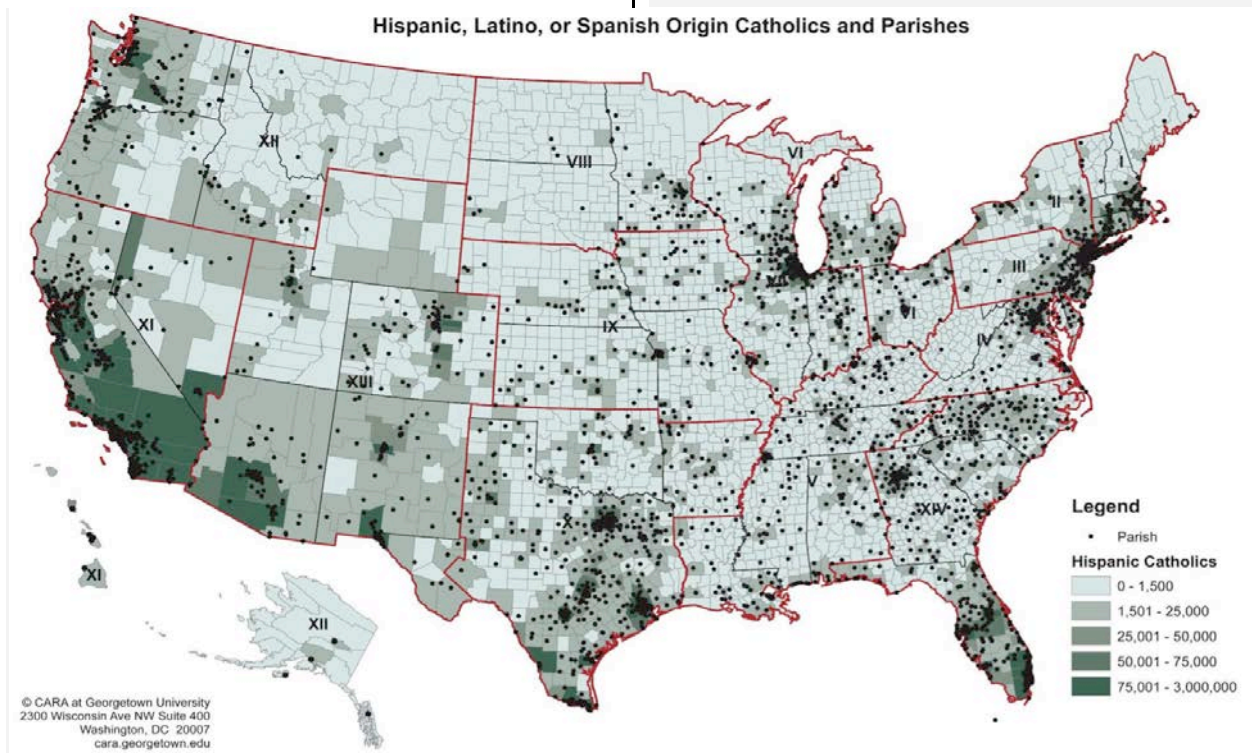 Hispanic, Latino, or Spanish Origin Catholics and Parishes
XII
VIII
VI
I
II
III
XI
IX
VI
IV
XIII
V
X
XIV
XI
XII
Legend
Parish
Hispanic Catholics
0 - 1,500
1,501 - 25,000
25,001 - 50,000
50,001 - 75,000
75,001 - 3,000,000
© CARA at Georgetown University
2300 Wisconsin Ave NW Suite 400
Washington, DC 20007
cara.georgetown.edu